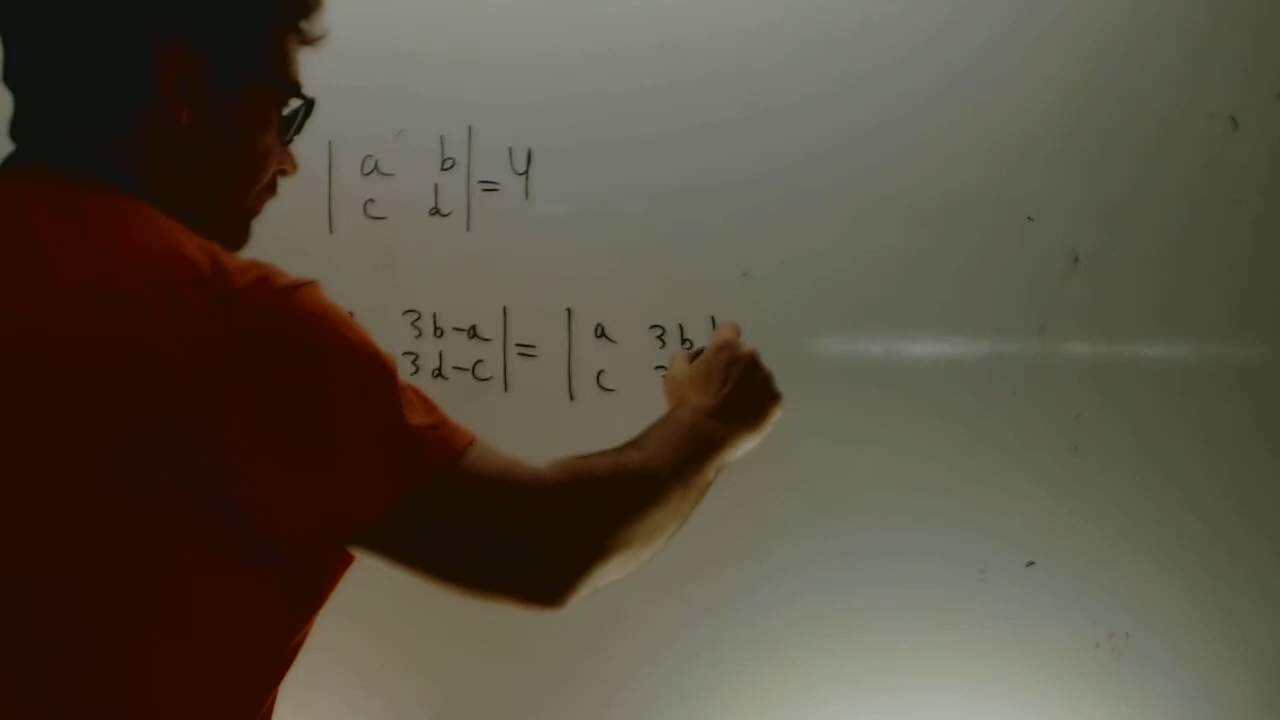 | a b | = 4
| c d |
3b-a | = | a 3b |
3d-c | | c